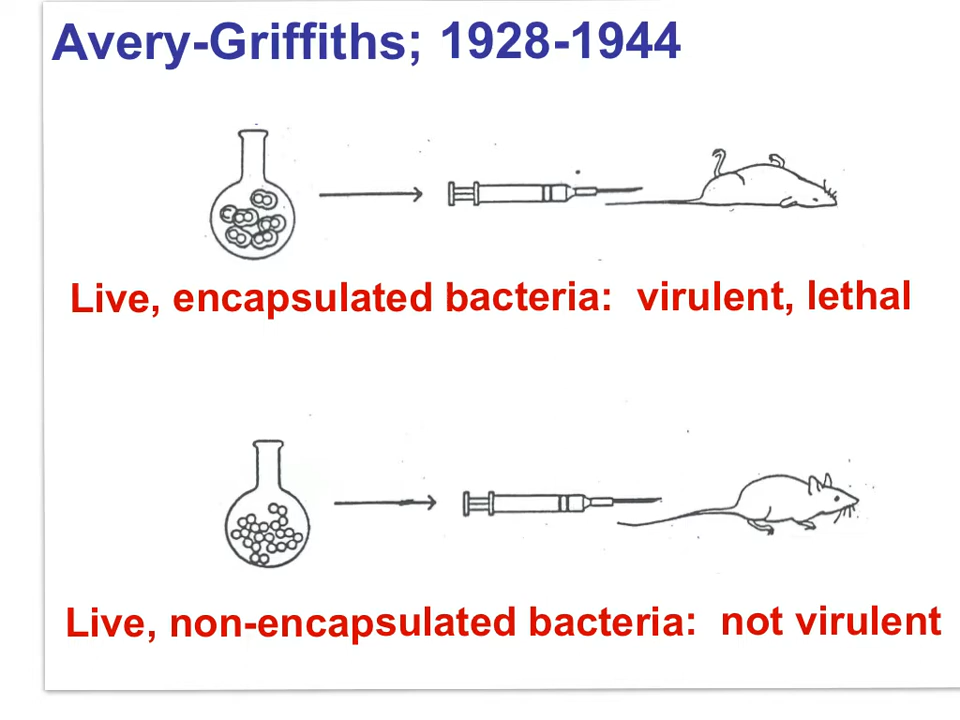 Avery-Griffiths; 1928-1944
Live, encapsulated bacteria: virulent, lethal
Live, non-encapsulated bacteria: not virulent